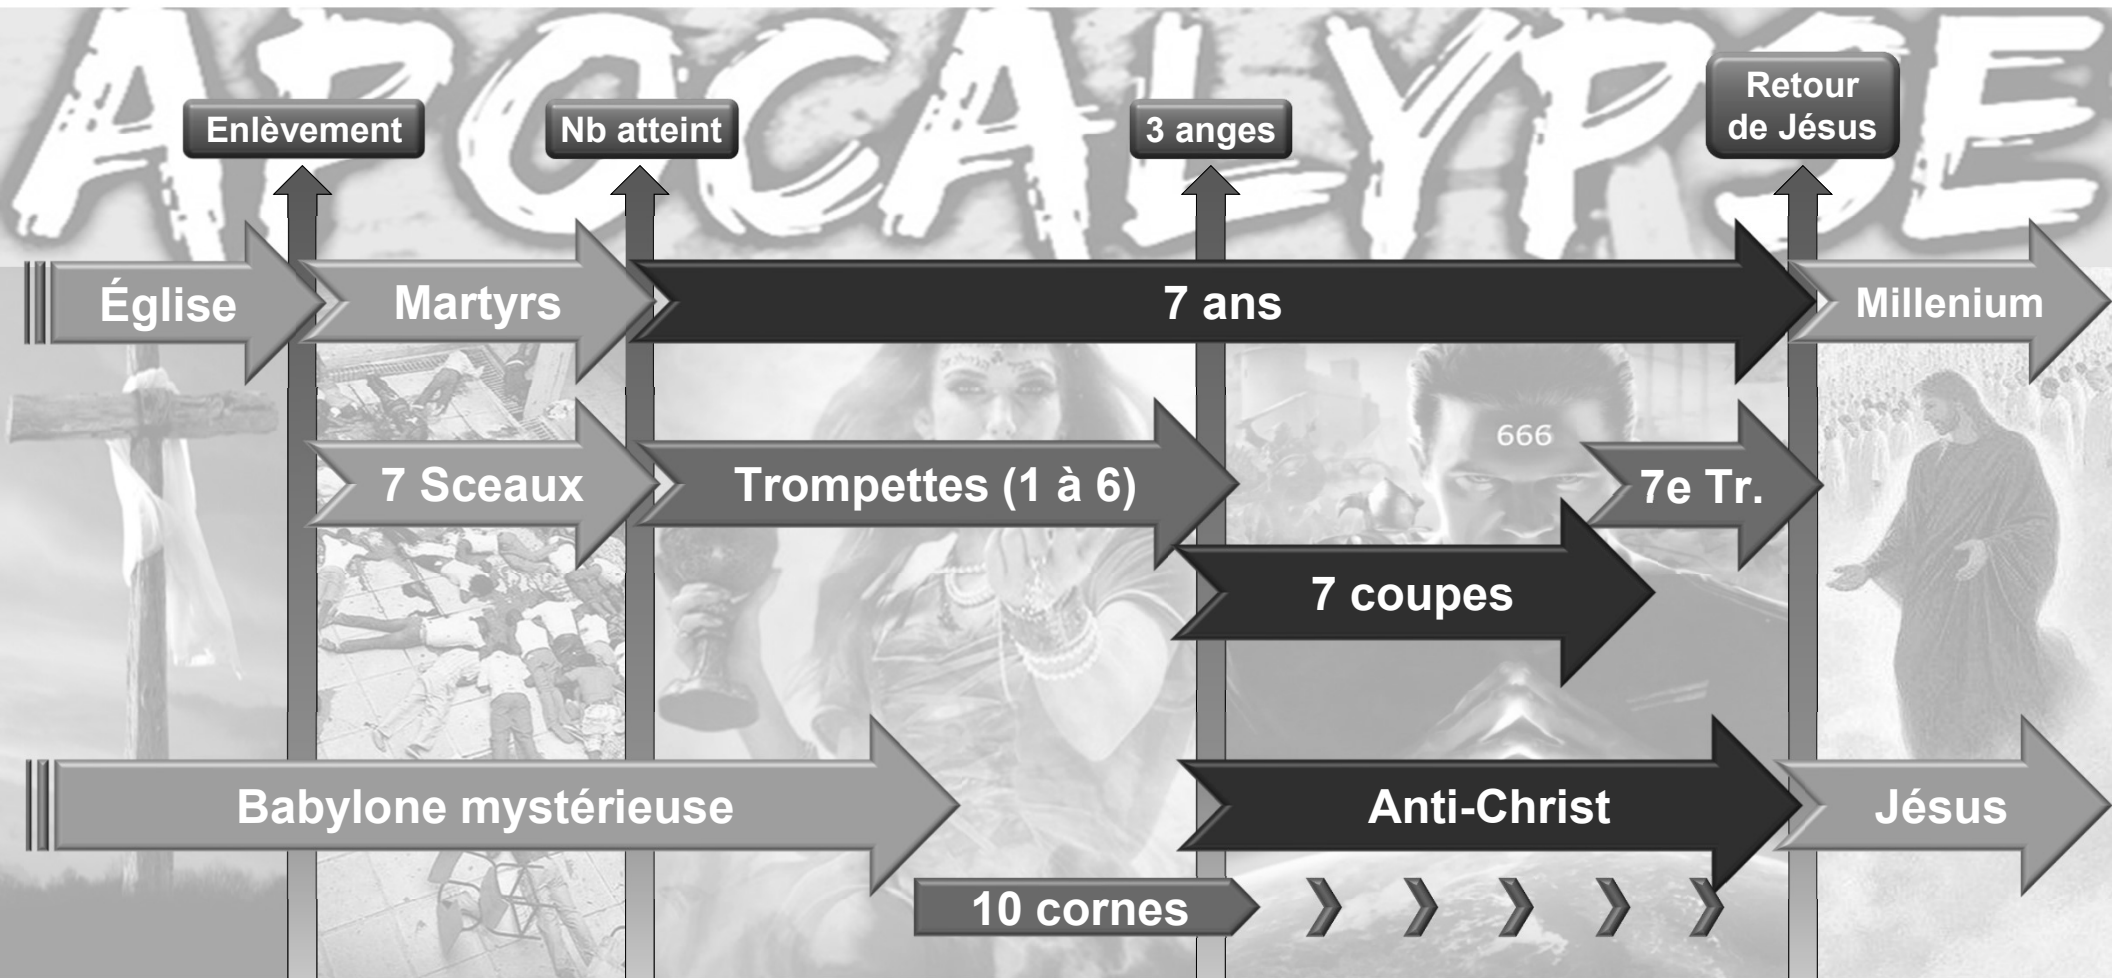 APOCALYPSE
Enlèvement
Nb atteint
3 anges
Retour
de Jésus
Église
Martyrs
7 ans
Millenium
666
7 Sceaux
Trompettes (1 à 6)
7e Tr.
7 coupes
Babylone mystérieuse
Anti-Christ
Jésus
10 cornes